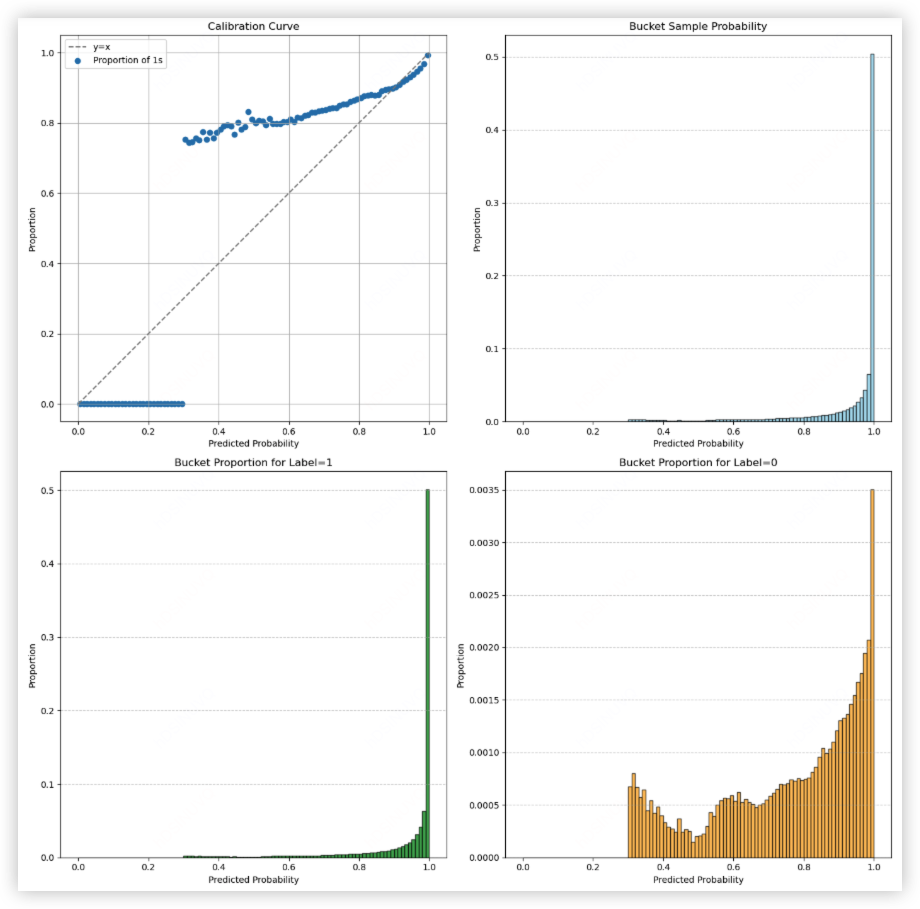 Calibration Curve
y=x
Proportion of 1s
1.0
0.8
0.6
0.4
0.2
0.0
Proportion
0.0 0.2 0.4 0.6 0.8 1.0
Predicted Probability
Bucket Sample Probability
0.5
0.4
0.3
0.2
0.1
0.0
Proportion
0.0 0.2 0.4 0.6 0.8 1.0
Predicted Probability
Bucket Proportion for Label=1
0.5
0.4
0.3
0.2
0.1
0.0
Proportion
0.0 0.2 0.4 0.6 0.8 1.0
Predicted Probability
Bucket Proportion for Label=0
0.0035
0.0030
0.0025
0.0020
0.0015
0.0010
0.0005
0.0000
Proportion
0.0 0.2 0.4 0.6 0.8 1.0
Predicted Probability